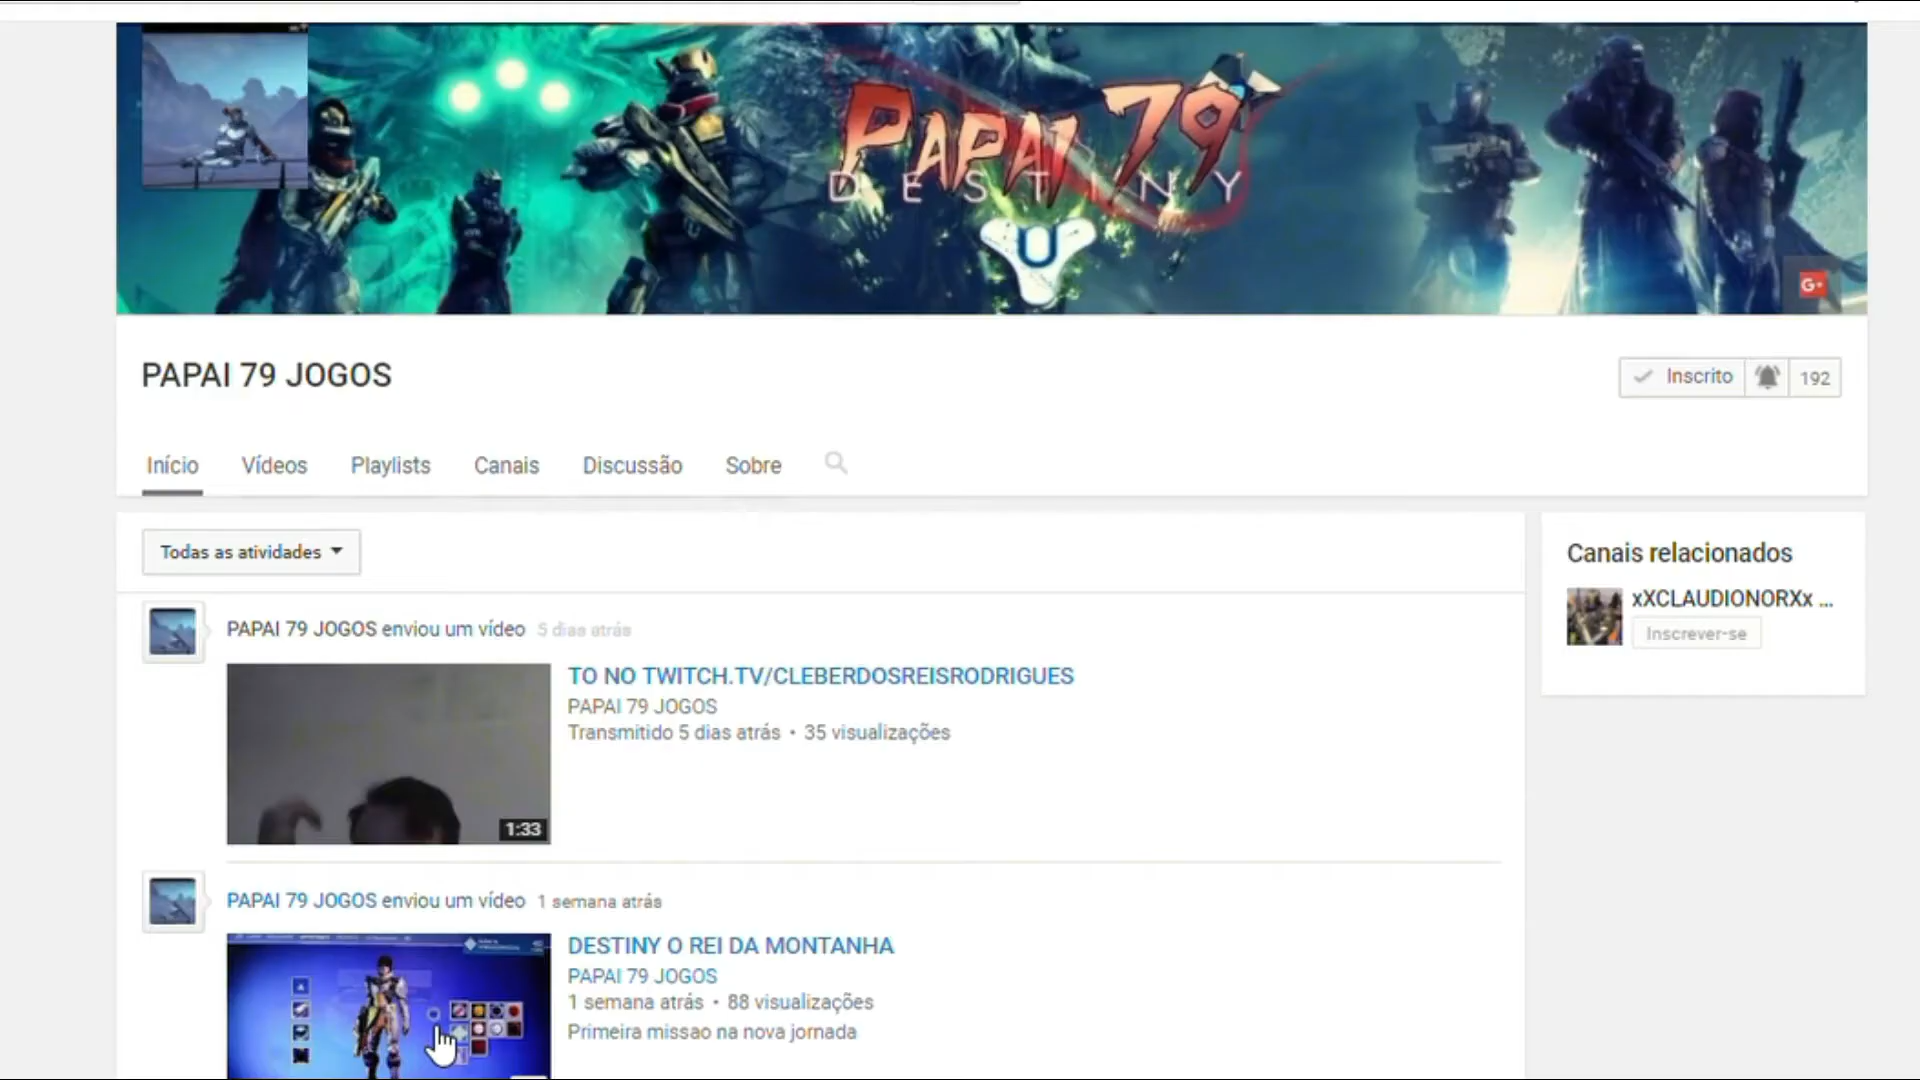 PAPAI 79
DESTINY
G+
PAPAI 79 JOGOS
Inscrito
192
Início
Vídeos
Playlists
Canais
Discussão
Sobre
Todas as atividades
Canais relacionados
xXCLAUDIONORXx ...
Inscrever-se
PAPAI 79 JOGOS enviou um vídeo 5 dias atrás
TO NO TWITCH.TV/CLEBERDOSREISRODRIGUES
PAPAI 79 JOGOS
Transmitido 5 dias atrás • 35 visualizações
1:33
PAPAI 79 JOGOS enviou um vídeo 1 semana atrás
DESTINY O REI DA MONTANHA
PAPAI 79 JOGOS
1 semana atrás • 88 visualizações
Primeira missao na nova jornada